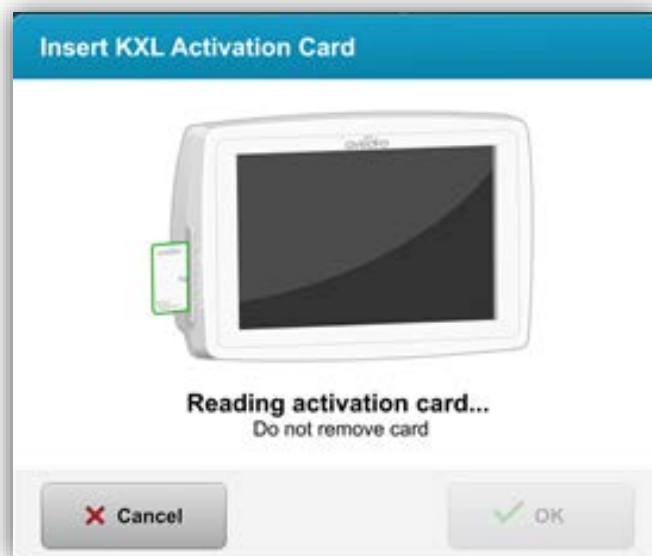 Insert KXL Activation Card
Reading activation card...
Do not remove card
Cancel
OK